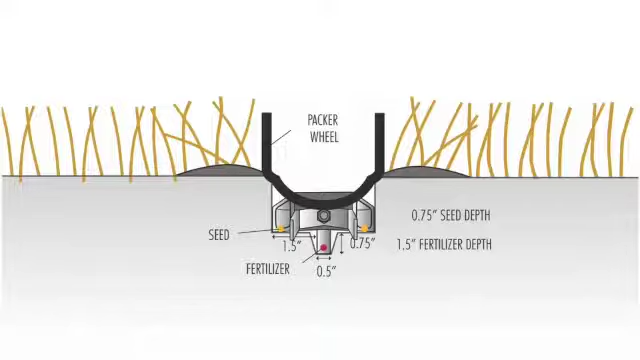 PACKER
WHEEL
0.75" SEED DEPTH
SEED
1.5"
0.75"
1.5" FERTILIZER DEPTH
FERTILIZER
0.5"